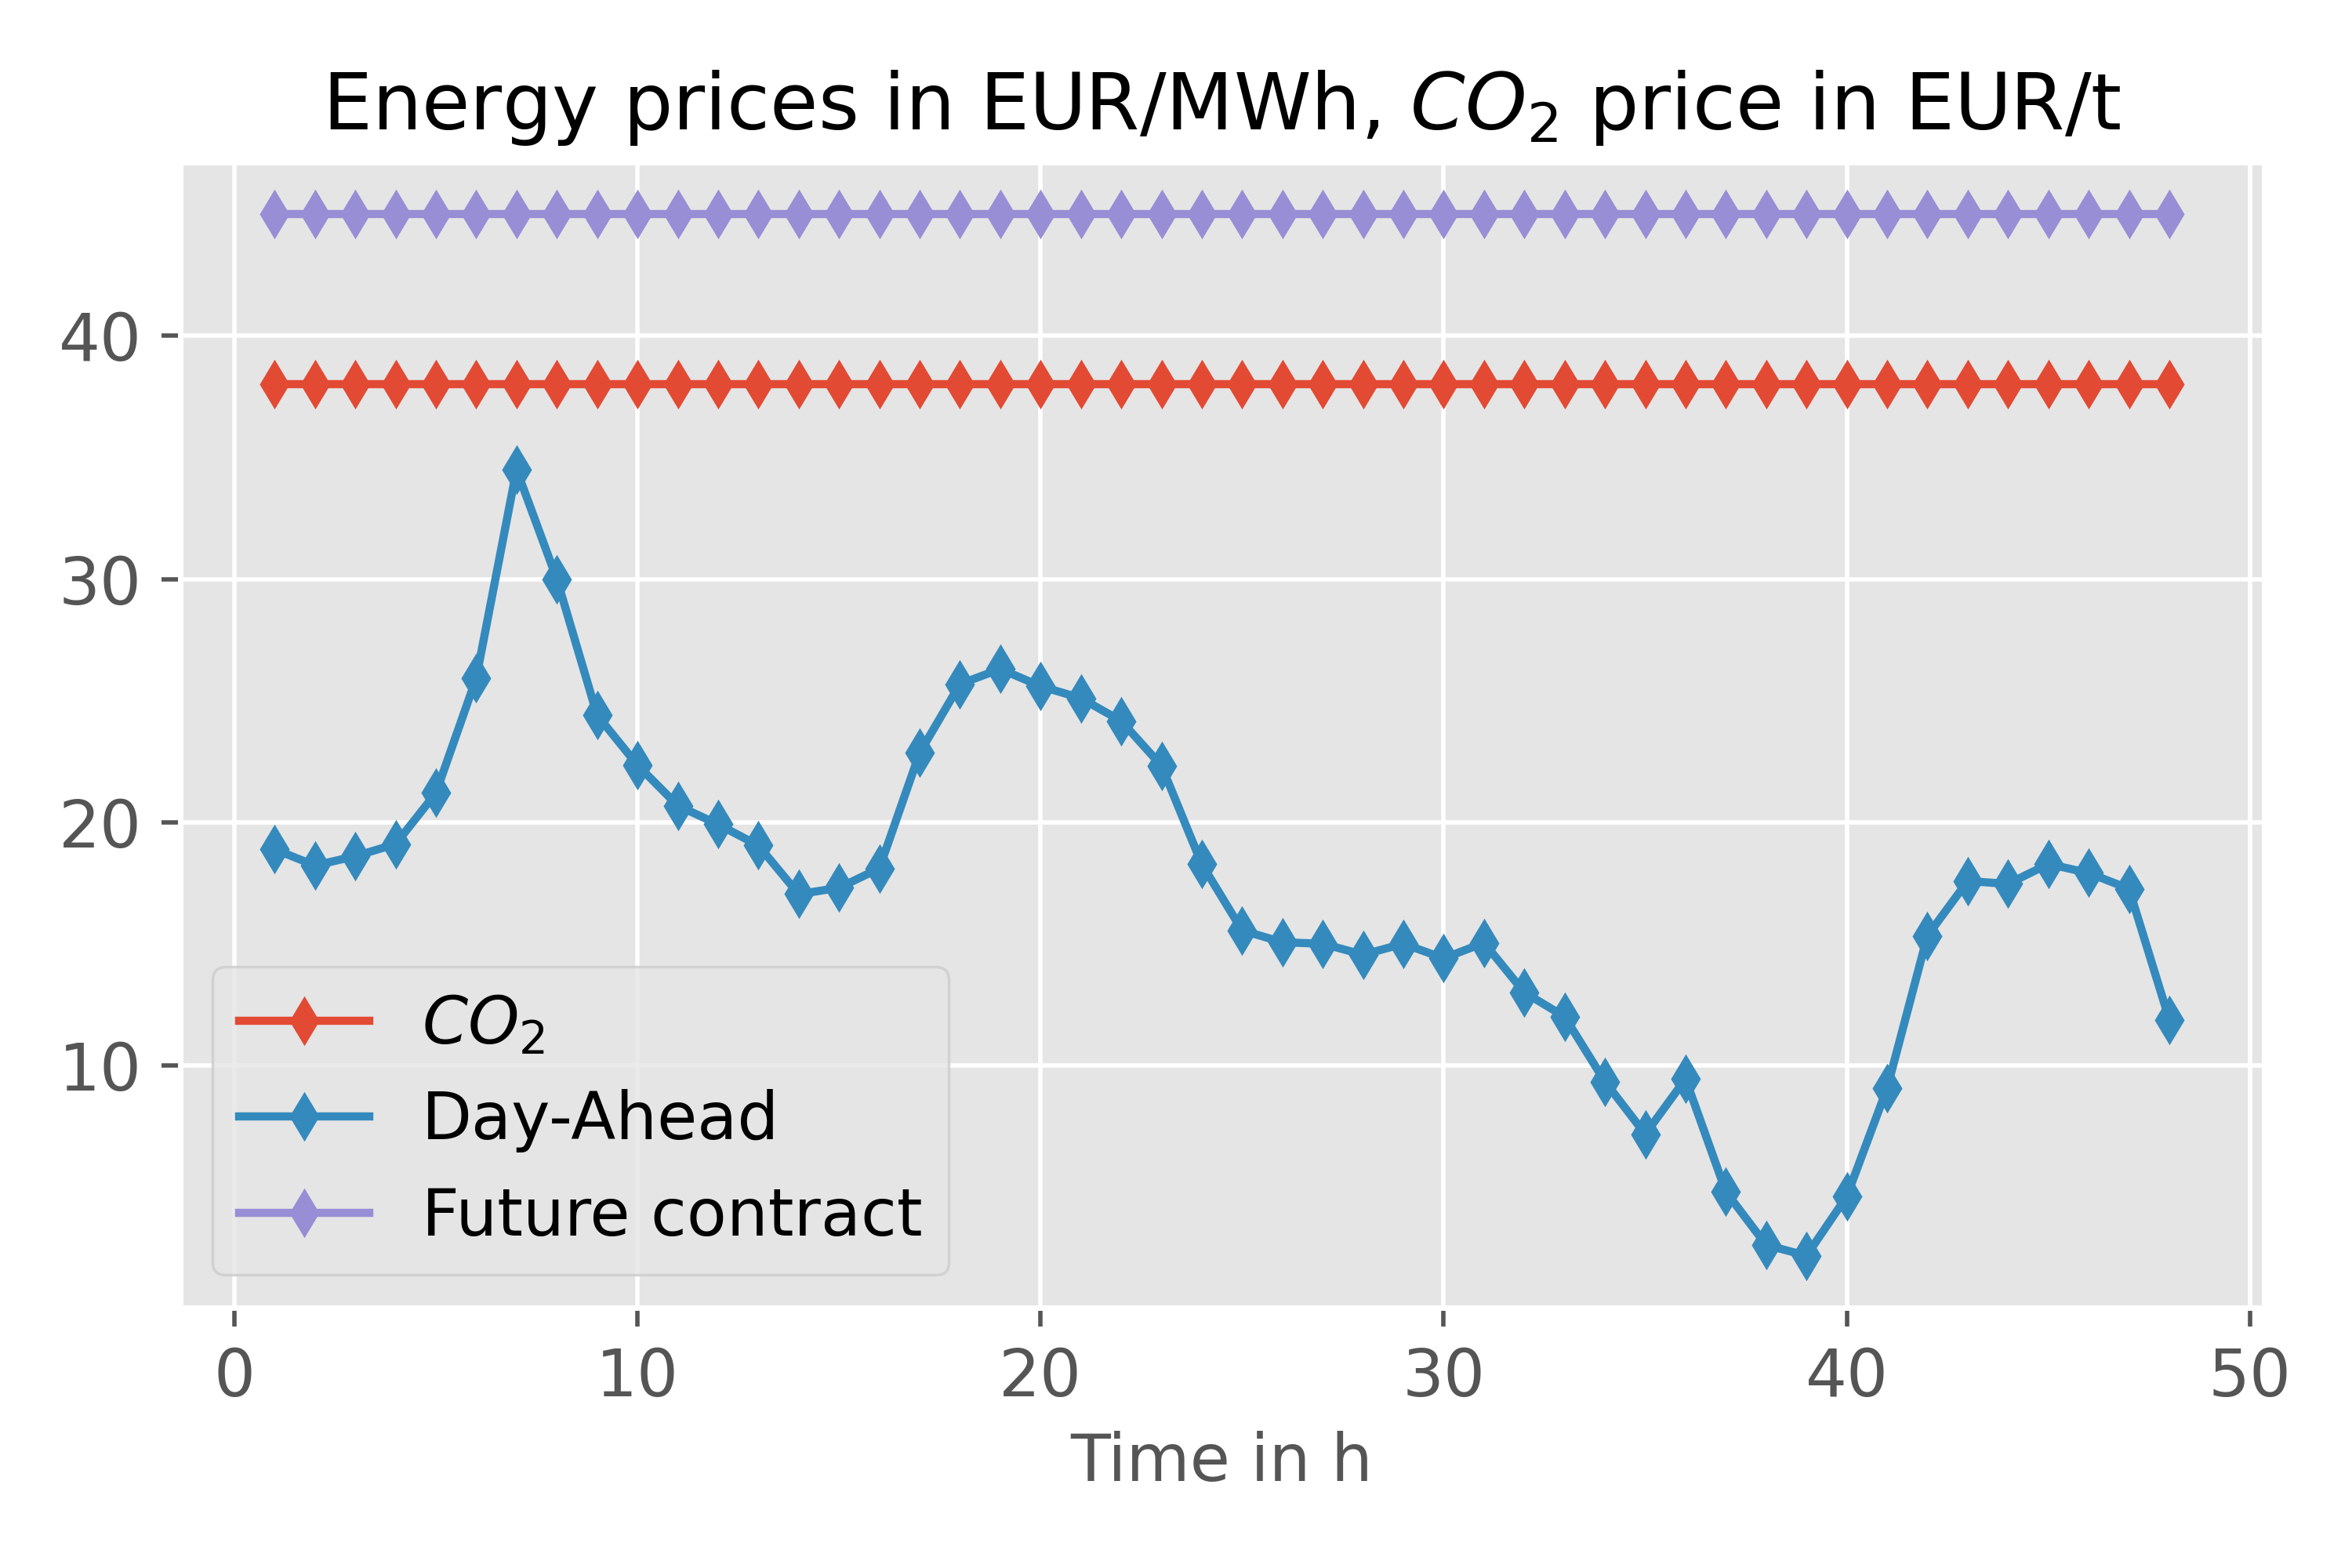 Energy prices in EUR/MWh, CO₂ price in EUR/t
40
30
20
10
CO₂
Day-Ahead
Future contract
0 10 20 30 40 50
Time in h